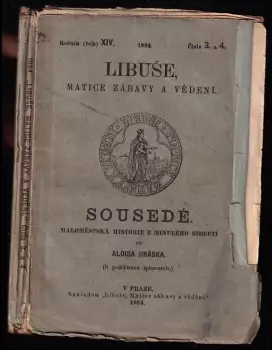 Ročník (běh) XIV. 1884. Číslo 3. a 4.
LIBUŠE,
MATICE ZÁBAVY A VĚDENÍ.
SOUSEDÉ.
MALOMĚSTSKÁ HISTORIE Z MINULÉHO STOLETÍ
OD
ALOISA JIRÁSKA.
(S podobiznou spisovatele.)
V PRAZE.
Nákladem „Libuše, Matice zábavy a vědění“.
1884.